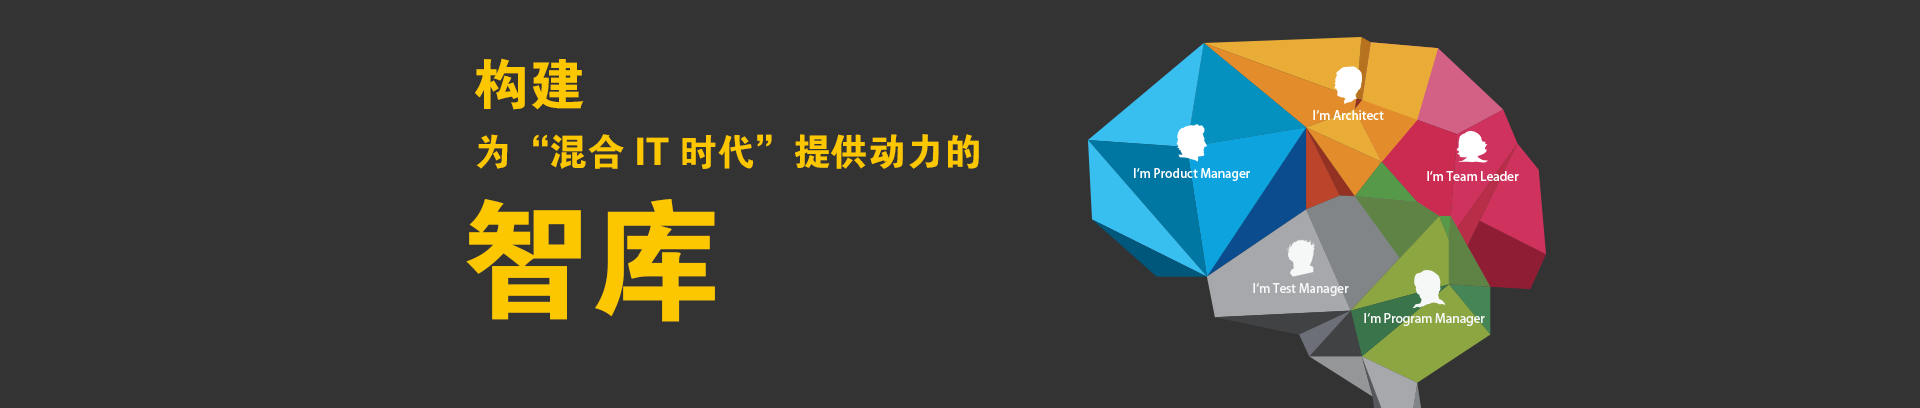 构建
为“混合 IT 时代”提供动力的
智库
I'm Architect
I'm Product Manager
I'm Team Leader
I'm Test Manager
I'm Program Manager